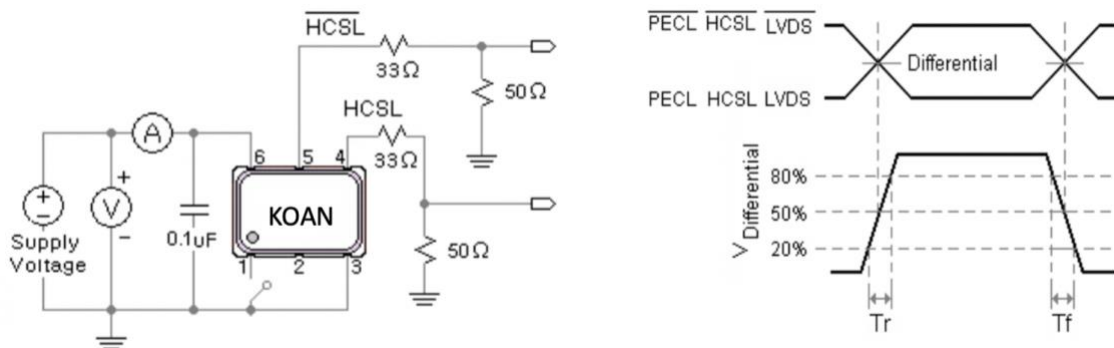 HCSL
33Ω
50Ω
HCSL
33Ω
50Ω
A
V
+
-
+
-
0.1uF
Supply
Voltage
6 5 4
KOAN
1 2 3
PECL HCSL LVDS
Differential
PECL HCSL LVDS
V Differential
80%
50%
20%
Tr Tf